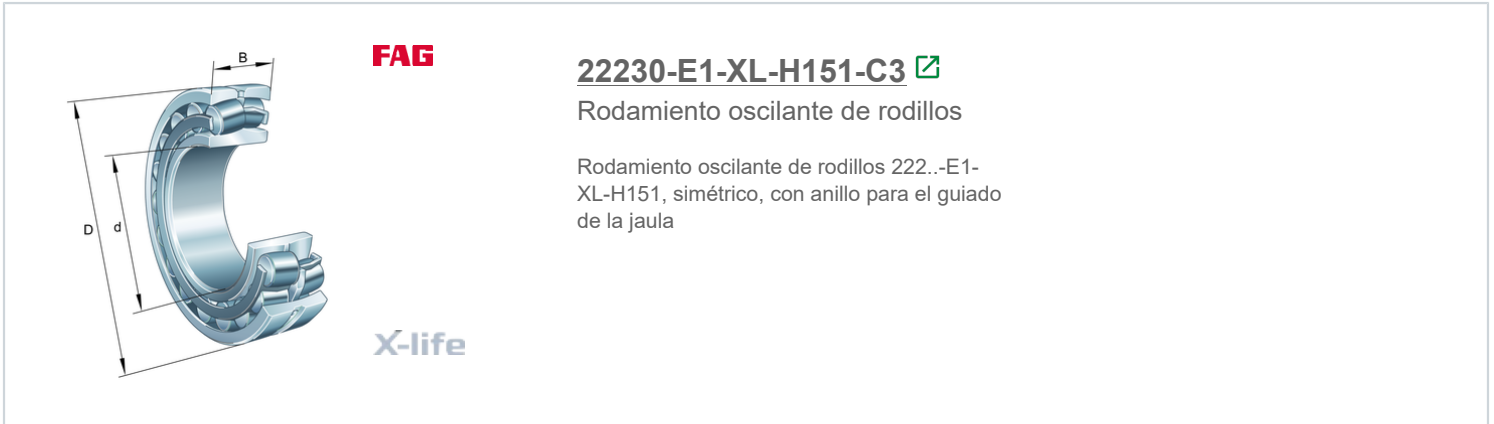 B
FAG
22230-E1-XL-H151-C3
Rodamiento oscilante de rodillos
Rodamiento oscilante de rodillos 222..-E1-
XL-H151, simétrico, con anillo para el guiado
de la jaula
D
d
X-life